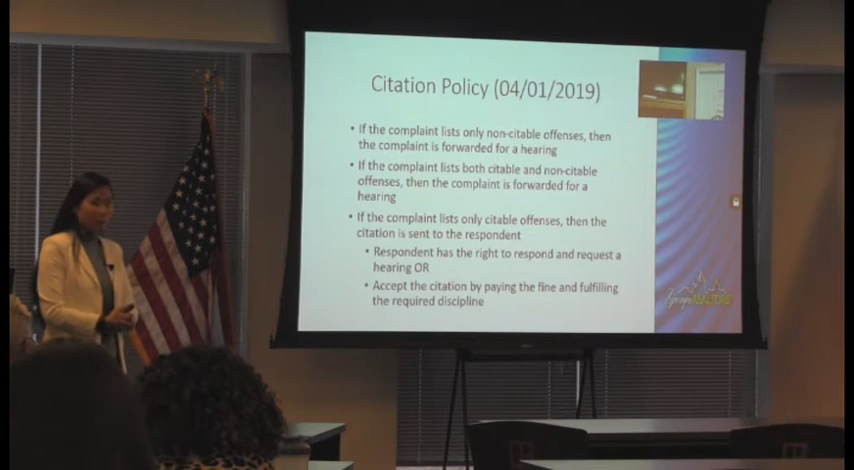 Citation Policy (04/01/2019)
• If the complaint lists only non-citable offenses, then
the complaint is forwarded for a hearing
• If the complaint lists both citable and non-citable
offenses, then the complaint is forwarded for a
hearing
• If the complaint lists only citable offenses, then the
citation is sent to the respondent
• Respondent has the right to respond and request a
hearing OR
• Accept the citation by paying the fine and fulfilling
the required discipline
Georgia REALTORS